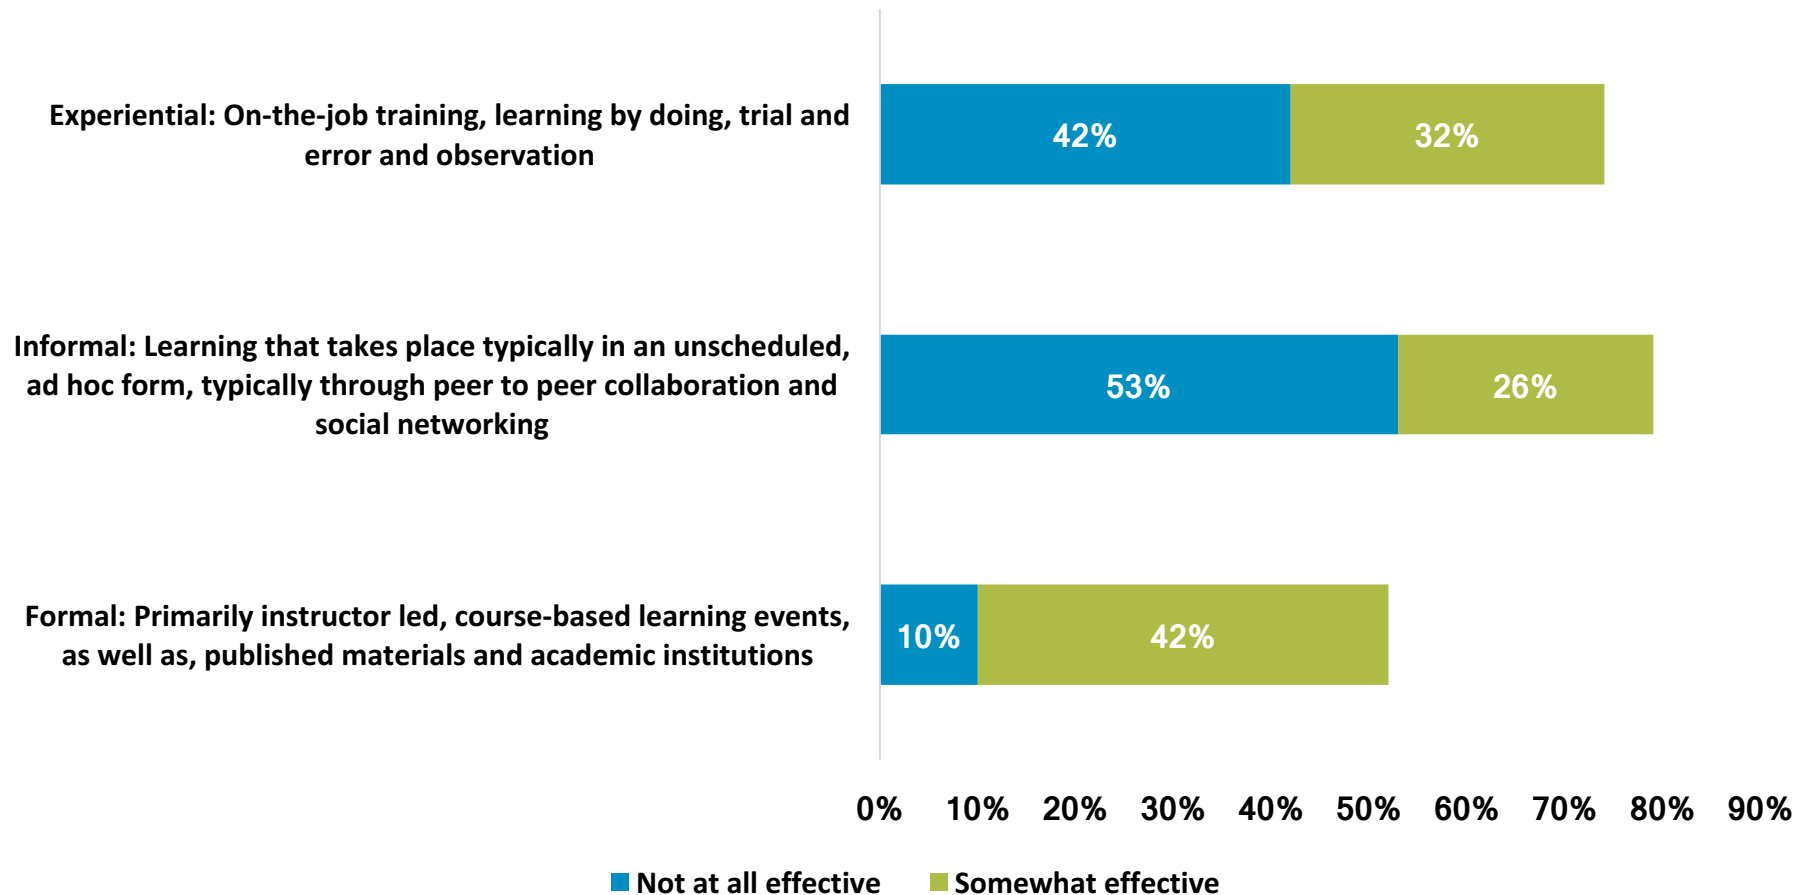 Experiential: On-the-job training, learning by doing, trial and
error and observation
42%
32%
Informal: Learning that takes place typically in an unscheduled,
ad hoc form, typically through peer to peer collaboration and
social networking
53%
26%
Formal: Primarily instructor led, course-based learning events,
as well as, published materials and academic institutions
10%
42%
0% 10% 20% 30% 40% 50% 60% 70% 80% 90%
Not at all effective Somewhat effective